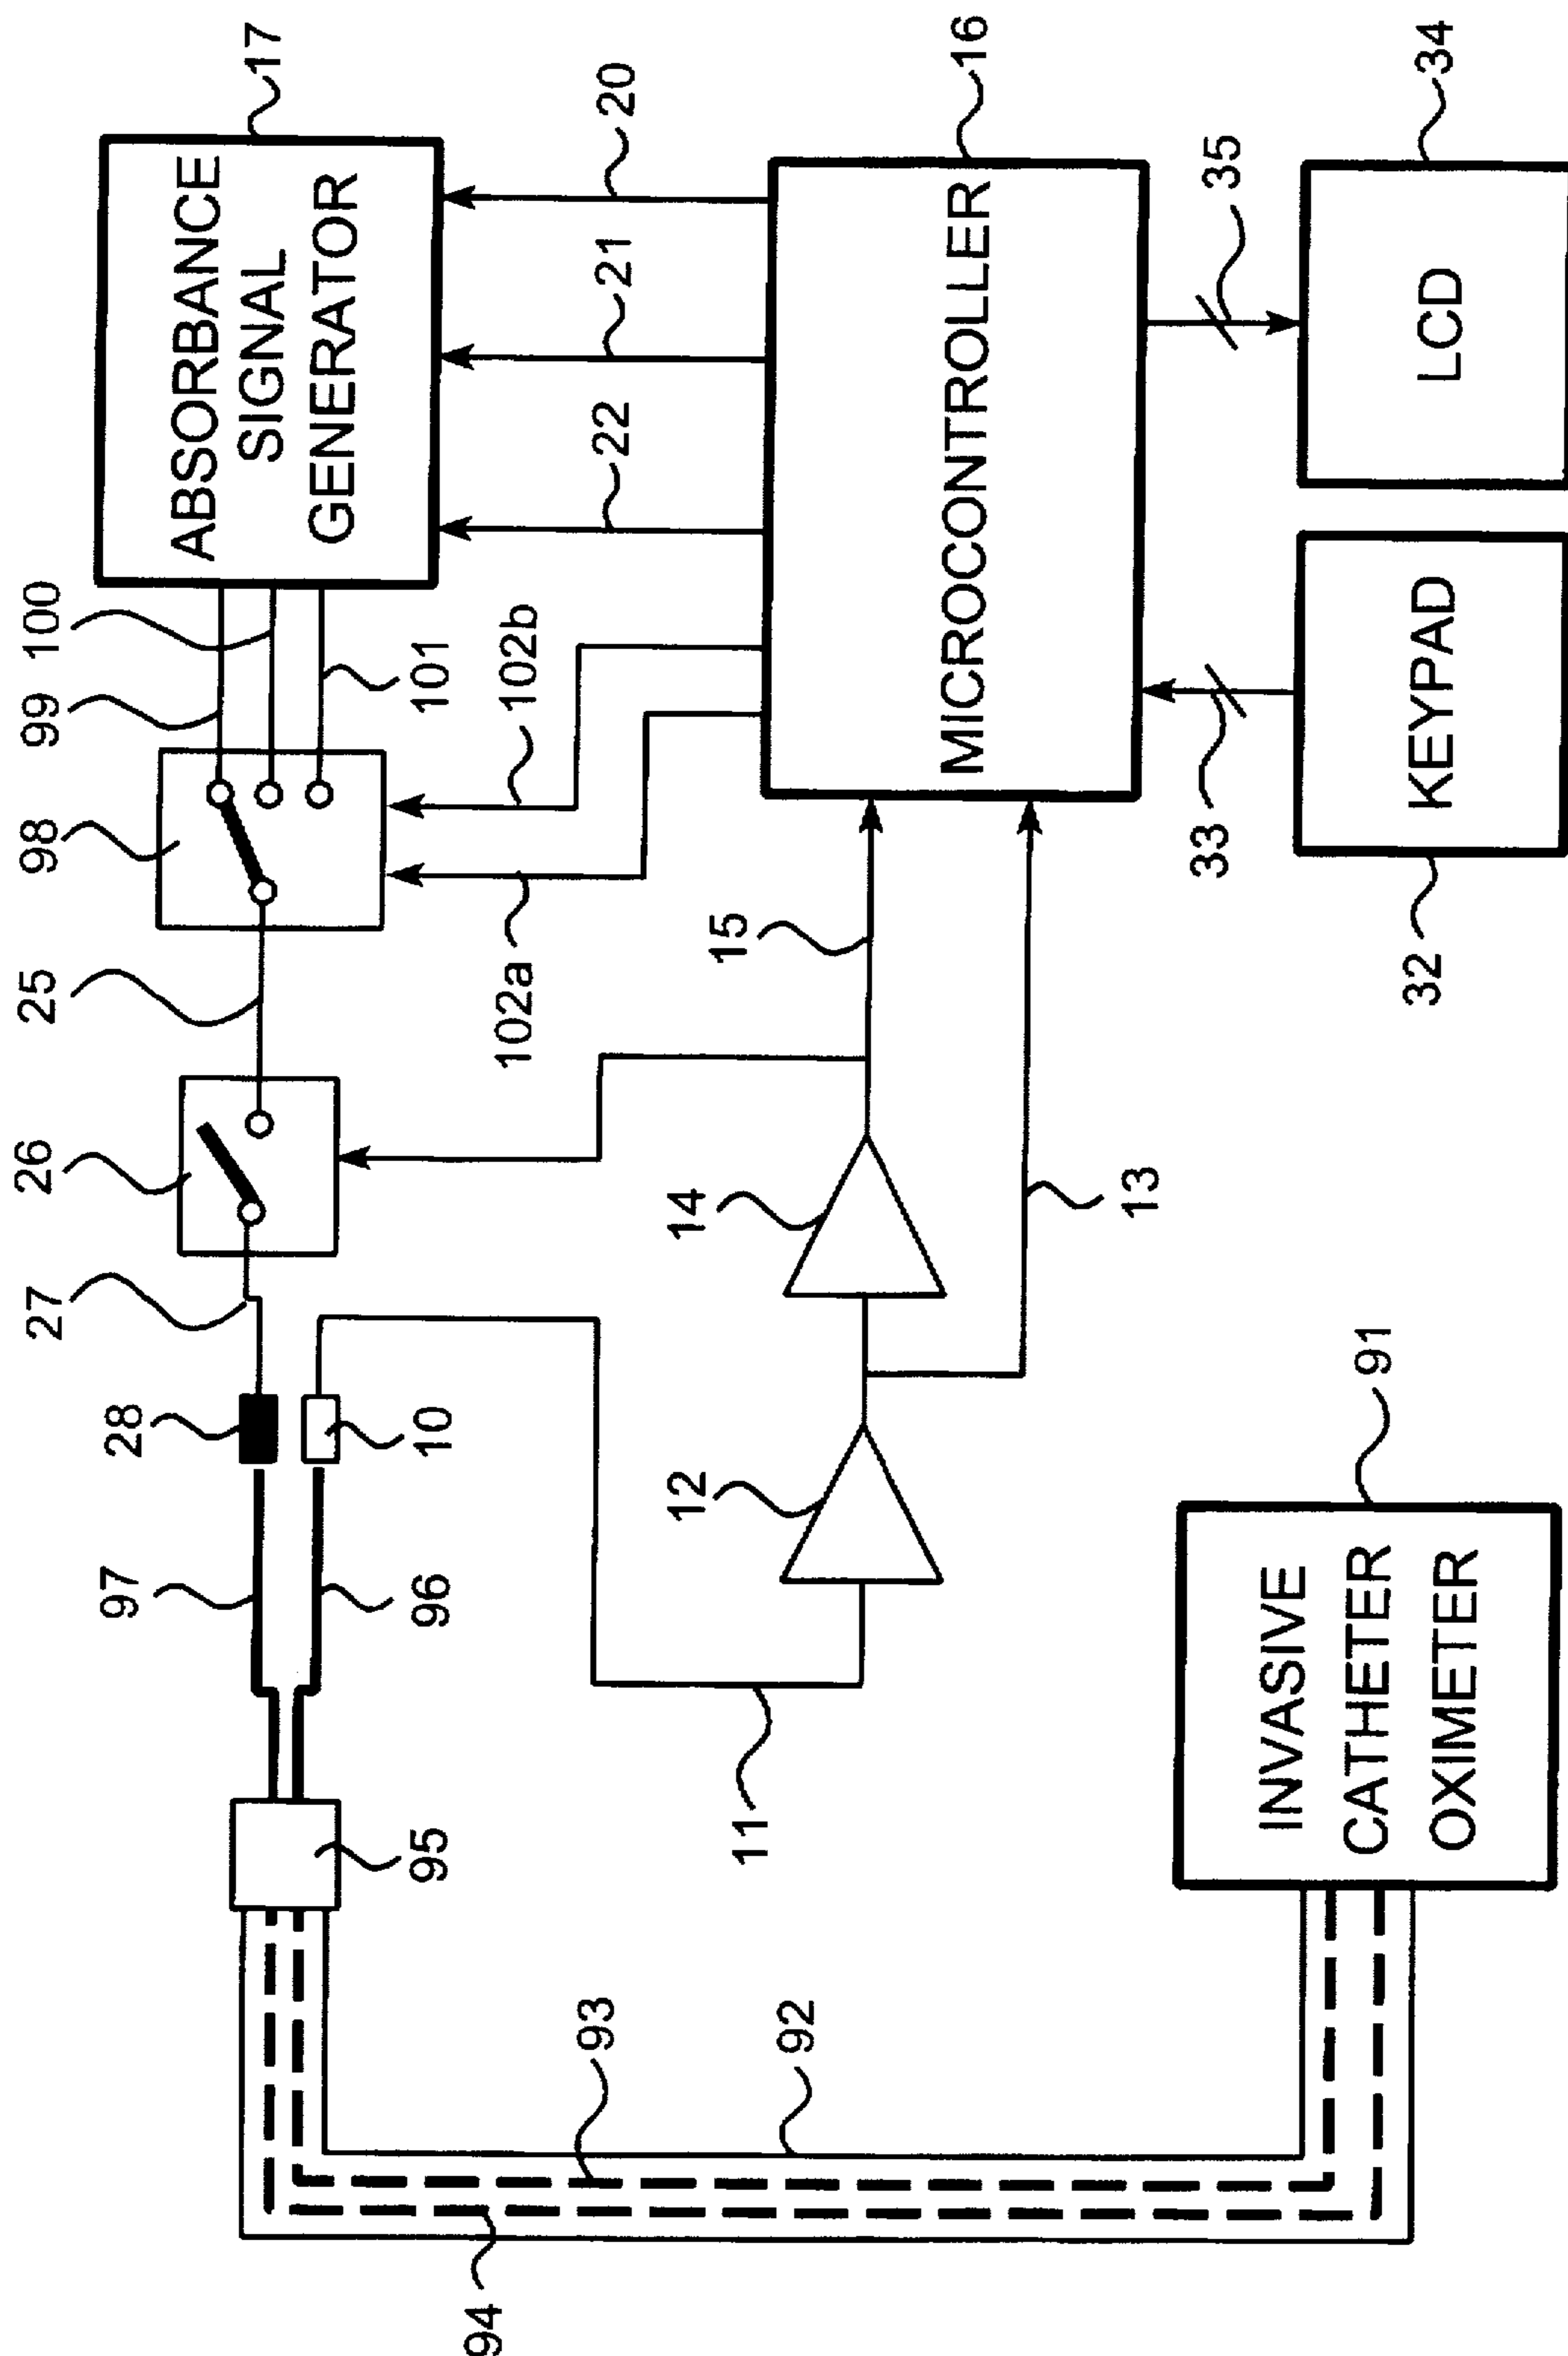 94
93
92
95
97
96
11
28
10
27
12
14
13
26
25
15
98
99
100
101
102a
102b
ABSORBANCE
SIGNAL
GENERATOR
17
22
21
20
MICROCONTROLLER
16
33
35
KEYPAD
32
LCD
34
INVASIVE
CATHETER
OXIMETER
91